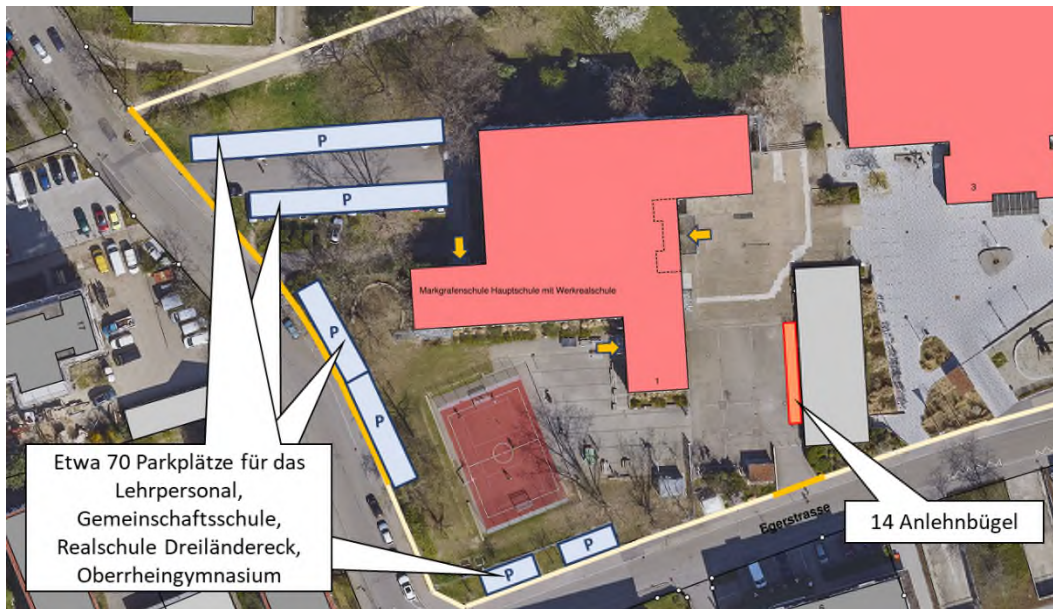 P
P
3
Markgrafenschule Hauptschule mit Werkrealschule
P
1
P
Etwa 70 Parkplätze für das
Lehrpersonal,
Gemeinschaftsschule,
Realschule Dreiländereck,
Oberrheingymnasium
Egerstrasse
14 Anlehnbügel
P
P